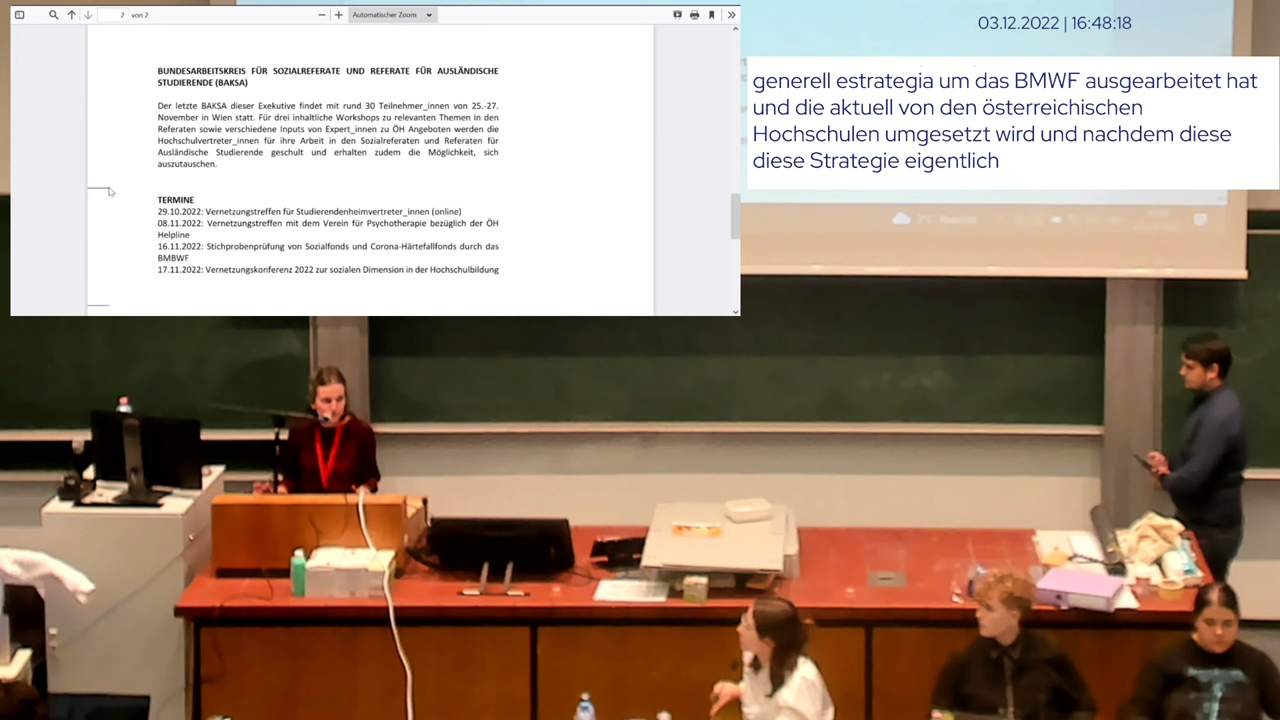 2 von 2
Automatischer Zoom
03.12.2022 | 16:48:18
BUNDESARBEITSKREIS FÜR SOZIALREFERATE UND REFERATE FÜR AUSLÄNDISCHE
STUDIERENDE (BAKSA)
Der letzte BAKSA dieser Exekutive findet mit rund 30 Teilnehmer_innen von 25.-27.
November in Wien statt. Für drei inhaltliche Workshops zu relevanten Themen in den
Referaten sowie verschiedene Inputs von Expert_innen zu ÖH Angeboten werden die
Hochschulvertreter_innen für ihre Arbeit in den Sozialreferaten und Referaten für
Ausländische Studierende geschult und erhalten zudem die Möglichkeit, sich
auszutauschen.
TERMINE
29.10.2022: Vernetzungstreffen für Studierendenheimvertreter_innen (online)
08.11.2022: Vernetzungstreffen mit dem Verein für Psychotherapie bezüglich der ÖH
Helpline
16.11.2022: Stichprobenprüfung von Sozialfonds und Corona-Härtefallfonds durch das
BMBWF
17.11.2022: Vernetzungskonferenz 2022 zur sozialen Dimension in der Hochschulbildung
generell estrategia um das BMWF ausgearbeitet hat
und die aktuell von den österreichischen
Hochschulen umgesetzt wird und nachdem diese
diese Strategie eigentlich